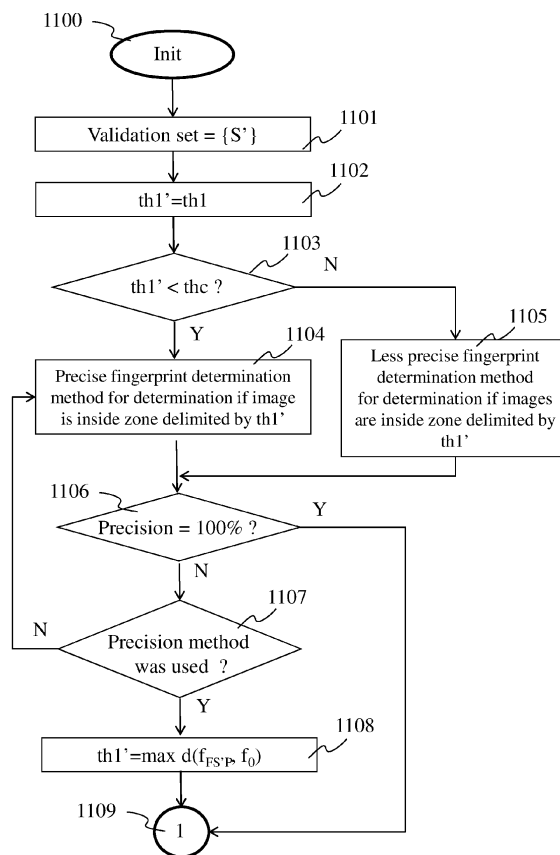 1100
Init
1101
Validation set = {S’}
1102
th1’=th1
1103
N
th1’ < thc ?
Y
1104
1105
Precise fingerprint determination
method for determination if image
is inside zone delimited by th1’
Less precise fingerprint
determination method
for determination if images
are inside zone delimited by
th1’
1106
Y
Precision = 100% ?
N
1107
N
Precision method
was used ?
Y
1108
th1’=max d(f_FS’P, f_0)
1109
1